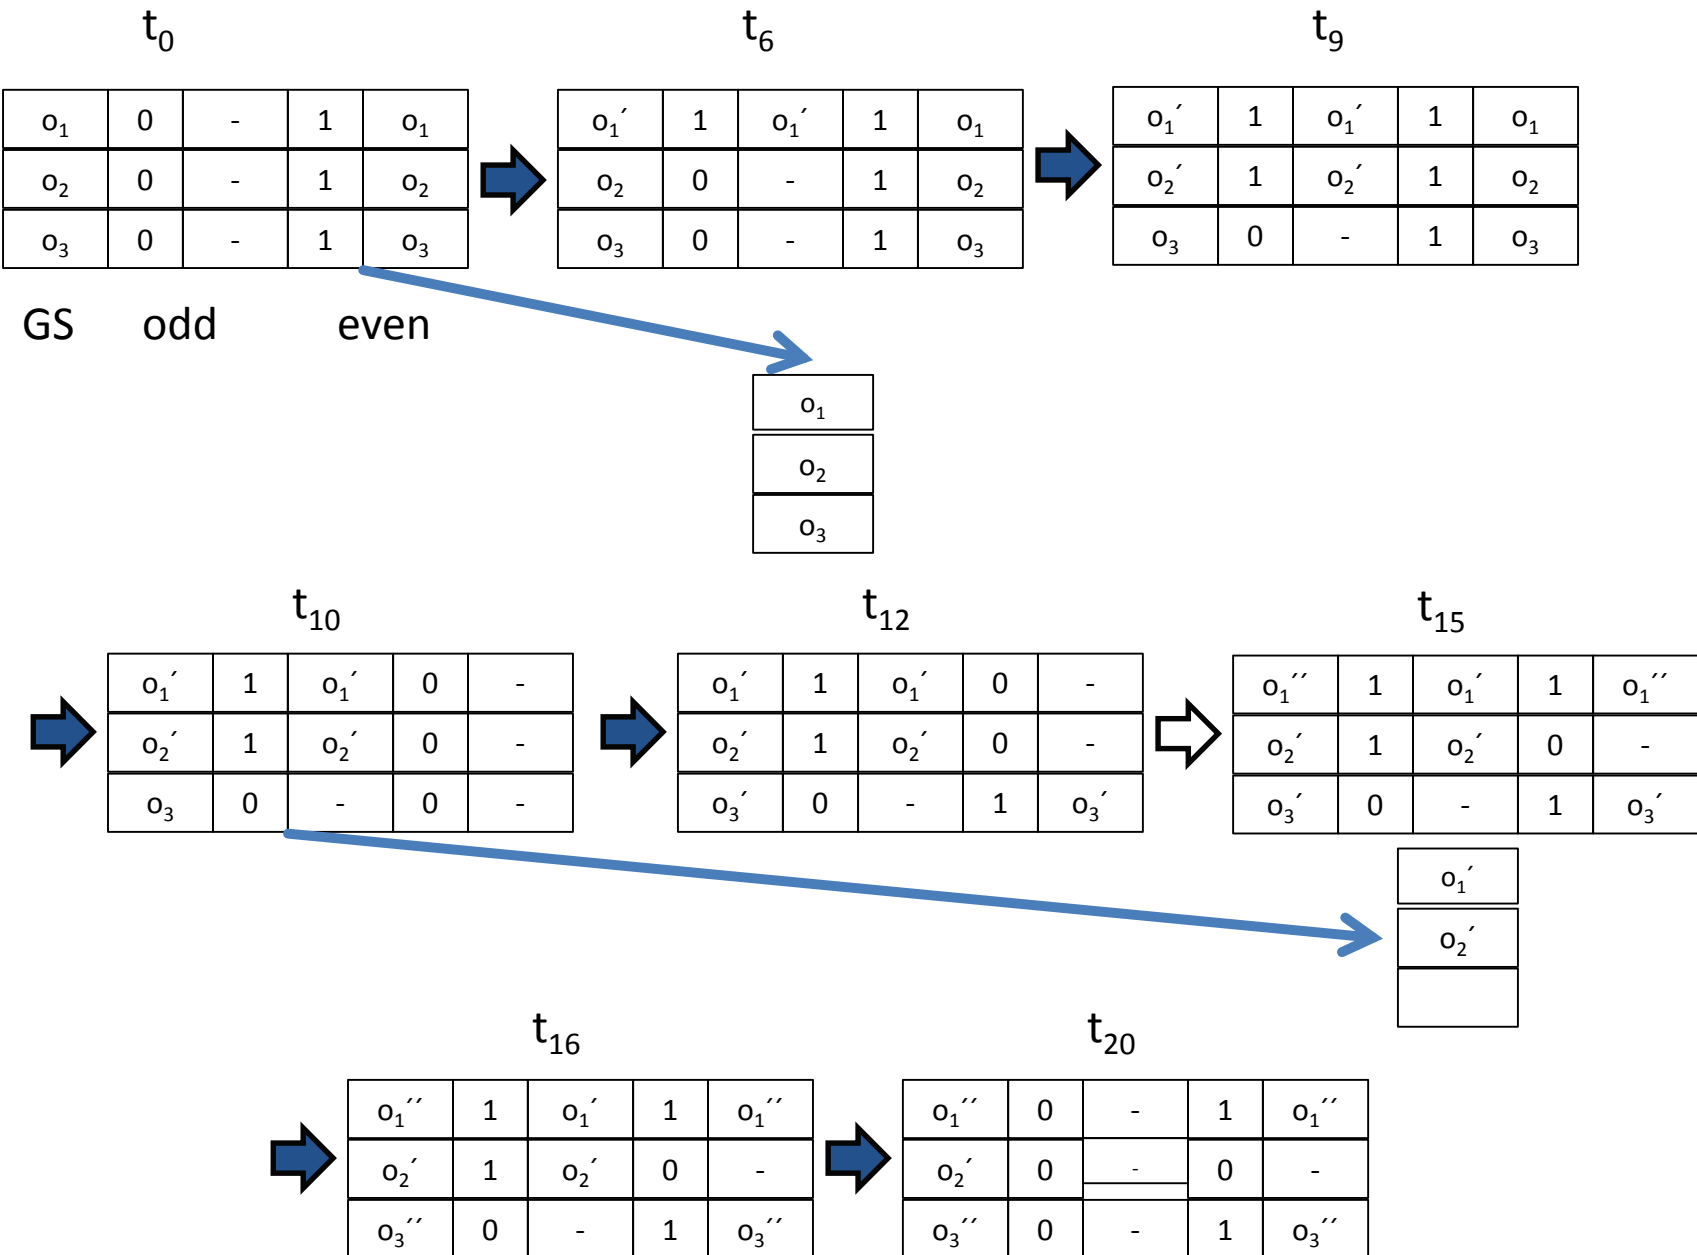 t₀ t₆ t₉
o₁ 0 - 1 o₁
o₂ 0 - 1 o₂
o₃ 0 - 1 o₃
GS odd even
o₁´ 1 o₁´ 1 o₁
o₂ 0 - 1 o₂
o₃ 0 - 1 o₃
o₁´ 1 o₁´ 1 o₁
o₂´ 1 o₂´ 1 o₂
o₃ 0 - 1 o₃
o₁
o₂
o₃
t₁₀ t₁₂ t₁₅
o₁´ 1 o₁´ 0 -
o₂´ 1 o₂´ 0 -
o₃ 0 - 0 -
o₁´ 1 o₁´ 0 -
o₂´ 1 o₂´ 0 -
o₃´ 0 - 1 o₃´
o₁´´ 1 o₁´ 1 o₁´´
o₂´ 1 o₂´ 0 -
o₃´ 0 - 1 o₃´
o₁´
o₂´
t₁₆ t₂₀
o₁´´ 1 o₁´ 1 o₁´´
o₂´ 1 o₂´ 0 -
o₃´´ 0 - 1 o₃´´
o₁´´ 0 - 1 o₁´´
o₂´ 0 - 0 -
o₃´´ 0 - 1 o₃´´